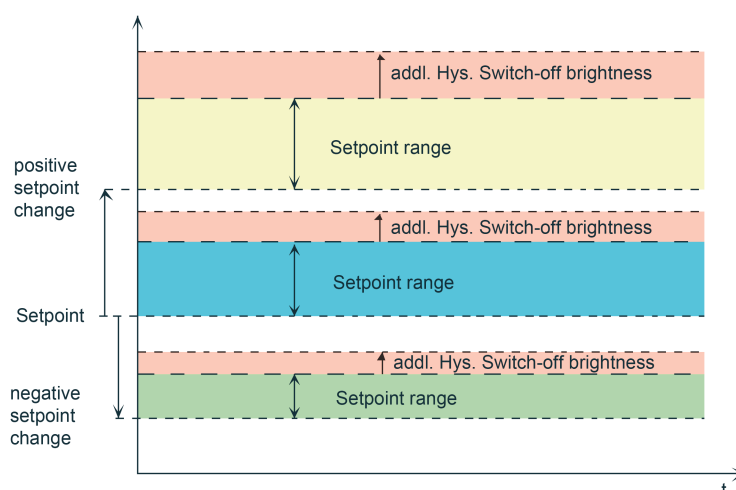 addl. Hys. Switch-off brightness
Setpoint range
positive
setpoint
change
addl. Hys. Switch-off brightness
Setpoint range
Setpoint
addl. Hys. Switch-off brightness
Setpoint range
negative
setpoint
change
t